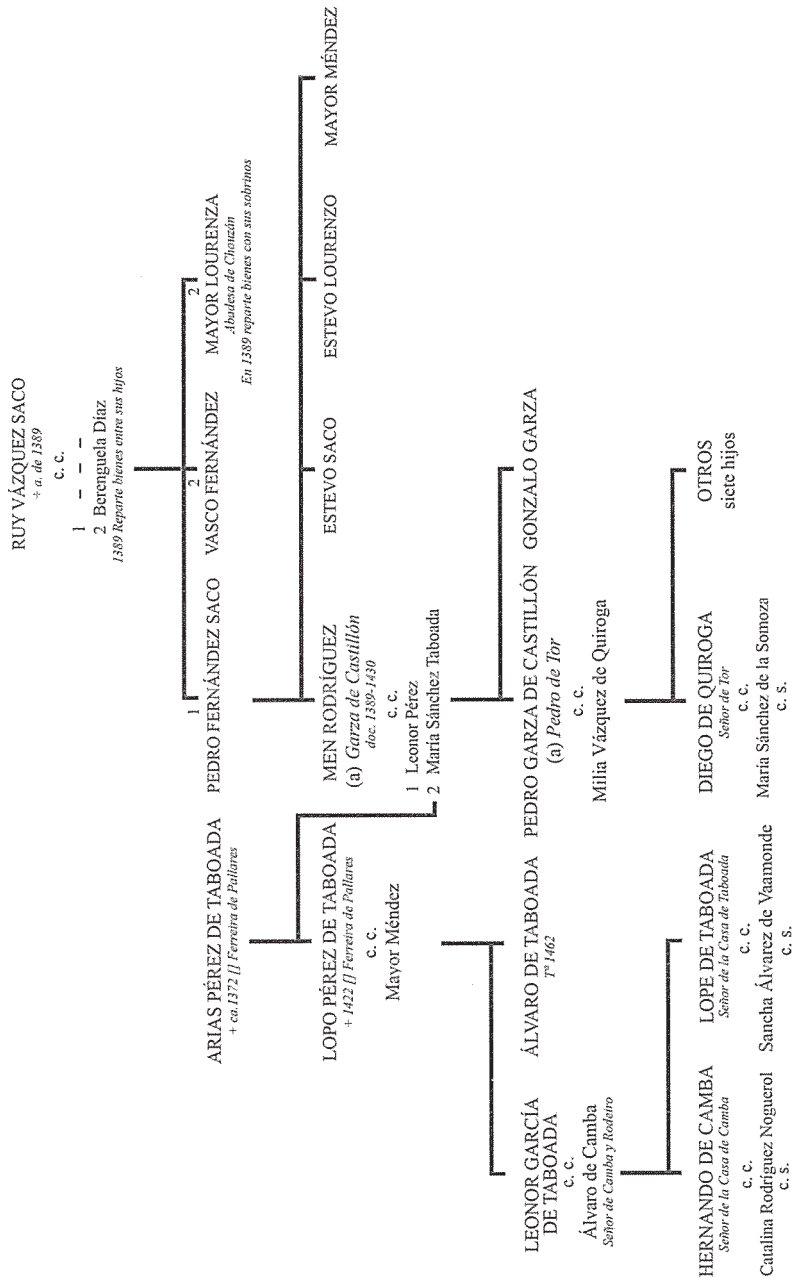 RUY VÁZQUEZ SACO
+ a. de 1389
c. c.
1 – – –
2 Berenguela Díaz
1389 Reparte bienes entre sus hijos
1
2
2
ARIAS PÉREZ DE TABOADA
+ ca.1372 [] Ferreira de Pallares
PEDRO FERNÁNDEZ SACO
VASCO FERNÁNDEZ
MAYOR LOURENZA
Abadesa de Chouzán
En 1389 reparte bienes con sus sobrinos
LOPO PÉREZ DE TABOADA
+ 1422 [] Ferreira de Pallares
c. c.
Mayor Méndez
MEN RODRÍGUEZ
(a) Garza de Castillón
doc. 1389-1430
c. c.
1 Leonor Pérez
2 María Sánchez Taboada
ESTEVO SACO
ESTEVO LOURENZO
MAYOR MÉNDEZ
LEONOR GARCÍA
DE TABOADA
c. c.
Álvaro de Camba
Señor de Camba y Rodeiro
ÁLVARO DE TABOADA
Tº 1462
PEDRO GARZA DE CASTILLÓN
(a) Pedro de Tor
c. c.
Milia Vázquez de Quiroga
GONZALO GARZA
HERNANDO DE CAMBA
Señor de la Casa de Camba
c. c.
Catalina Rodríguez Noguerol
c. s.
LOPE DE TABOADA
Señor de la Casa de Taboada
c. c.
Sancha Álvarez de Vaamonde
c. s.
DIEGO DE QUIROGA
Señor de Tor
c. c.
María Sánchez de la Somoza
c. s.
OTROS
siete hijos